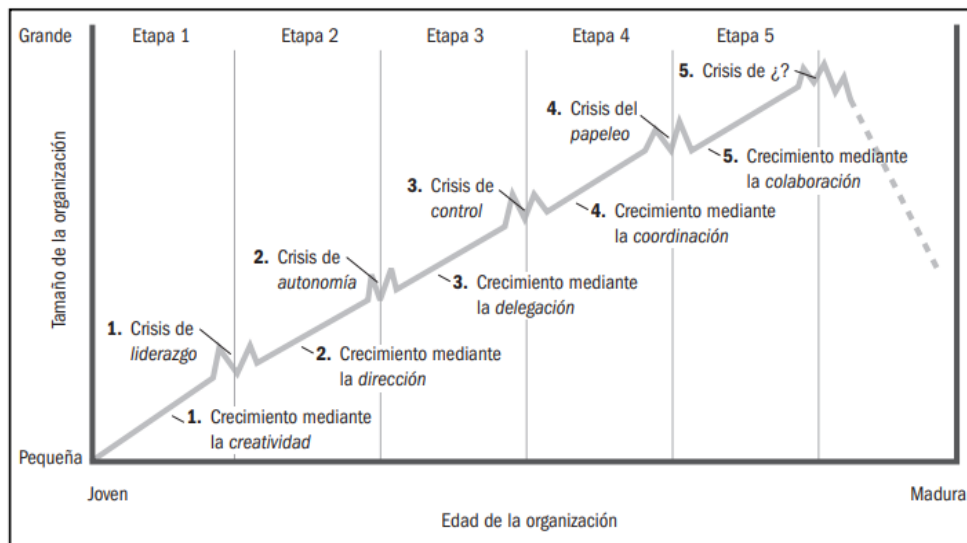 Grande
Etapa 1
Etapa 2
Etapa 3
Etapa 4
Etapa 5
5. Crisis de ¿?
4. Crisis del
papeleo
5. Crecimiento mediante
la colaboración
3. Crisis de
control
4. Crecimiento mediante
la coordinación
2. Crisis de
autonomía
3. Crecimiento mediante
la delegación
1. Crisis de
liderazgo
2. Crecimiento mediante
la dirección
1. Crecimiento mediante
la creatividad
Tamaño de la organización
Pequeña
Joven
Madura
Edad de la organización